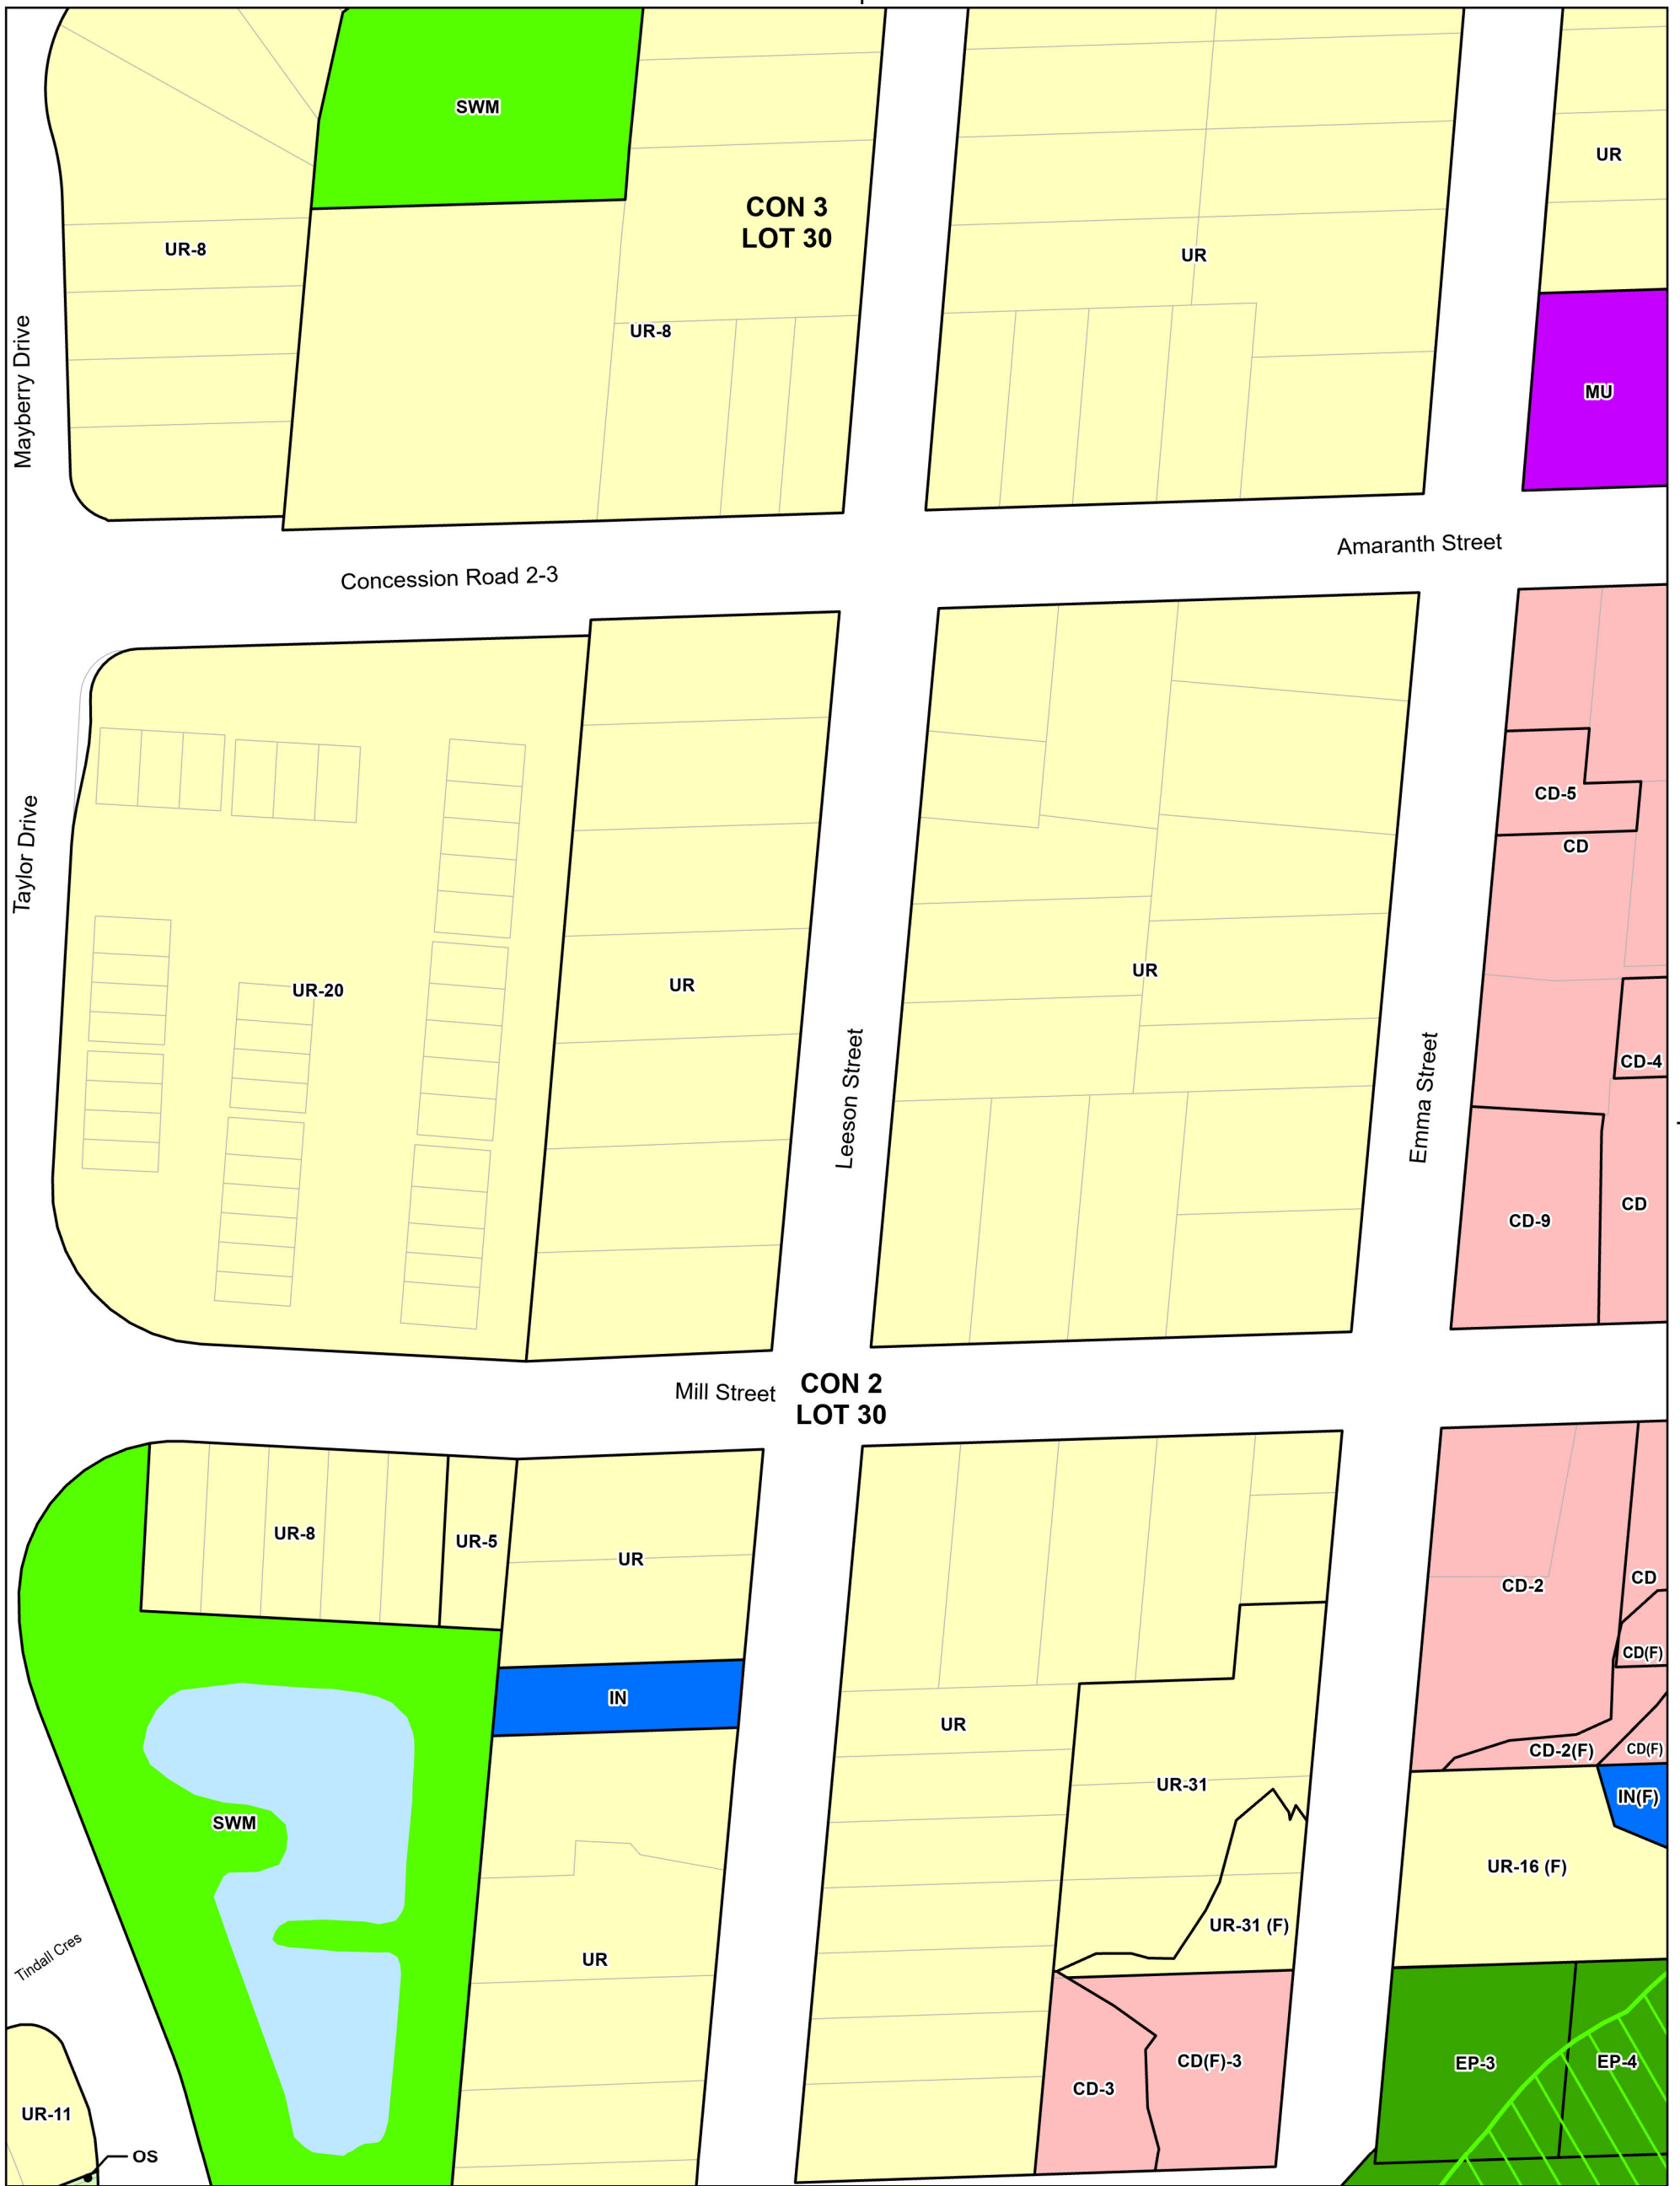 SWM
CON 3
LOT 30
UR
UR-8
UR
UR-8
MU
Mayberry Drive
Amaranth Street
Concession Road 2-3
CD-5
CD
Taylor Drive
UR
UR-20
UR
CD-4
Leeson Street
Emma Street
CD
CD-9
CON 2
LOT 30
Mill Street
UR-8
UR-5
UR
CD
CD-2
CD(F)
IN
UR
CD-2(F)
CD(F)
UR-31
IN(F)
SWM
UR-16 (F)
UR-31 (F)
Tindall Cres
UR
CD(F)-3
EP-3
EP-4
CD-3
UR-11
OS